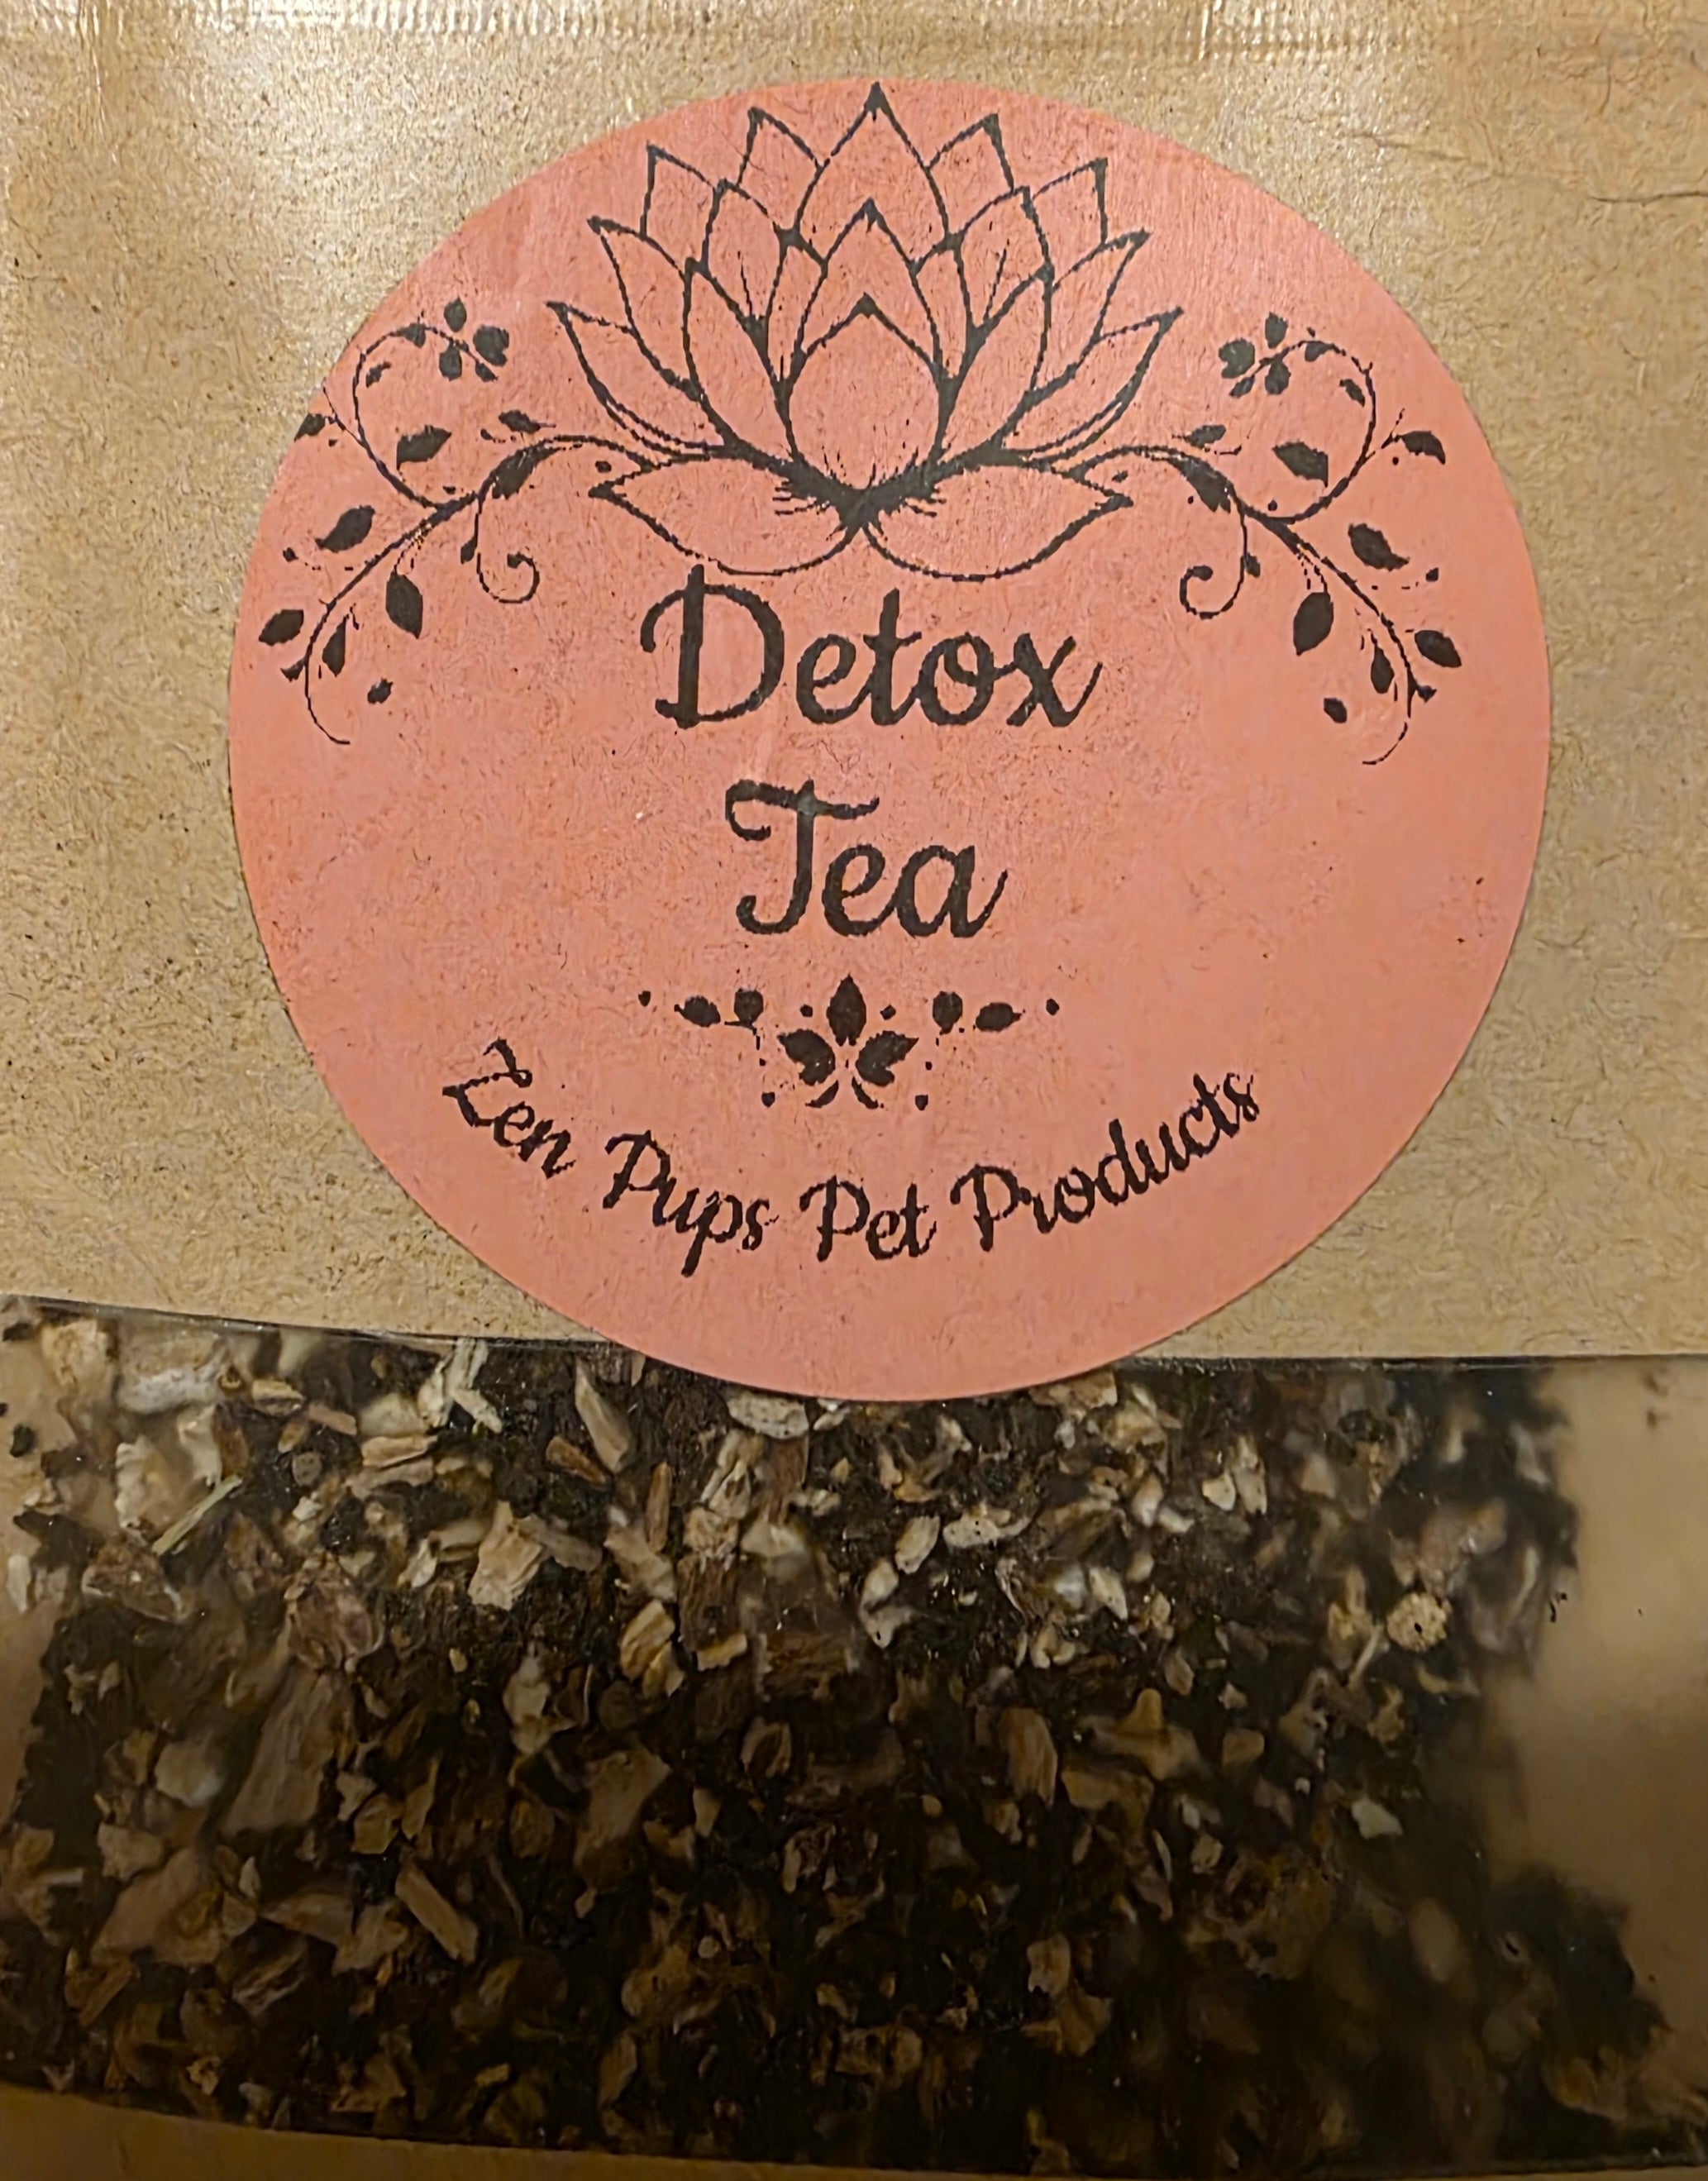 Detox
Tea
Zen Pups Pet Products